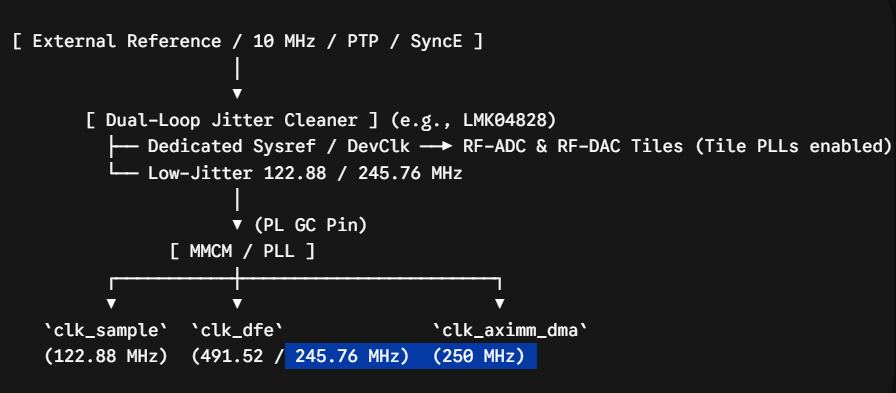 [ External Reference / 10 MHz / PTP / SyncE ]
[ Dual-Loop Jitter Cleaner ] (e.g., LMK04828)
Dedicated Sysref / DevClk ──► RF-ADC & RF-DAC Tiles (Tile PLLs enabled)
Low-Jitter 122.88 / 245.76 MHz
(PL GC Pin)
[ MMCM / PLL ]
`clk_sample` `clk_dfe` `clk_aximm_dma`
(122.88 MHz) (491.52 / 245.76 MHz) (250 MHz)